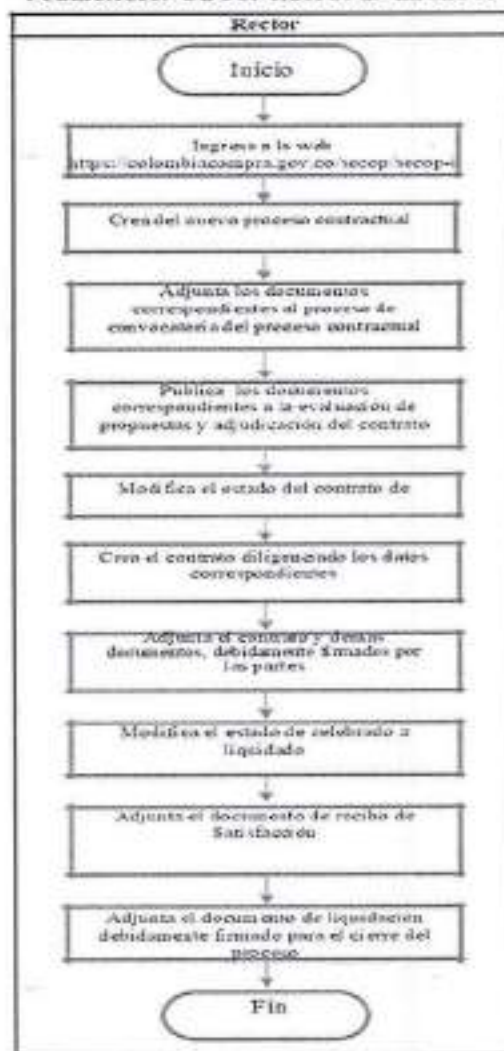 Rector
Inicio
Ingresa a la web
https://colombiacompra.gov.co/secop/secop-i
Crea del nuevo proceso contractual
Adjunta los documentos
correspondientes al proceso de
convocatoria del proceso contractual
Publica los documentos
correspondientes a la evaluación de
propuestos y adjudicación del contrato
Modifica el estado del contrato de
Crea el contrato diligenciando los datos
correspondientes
Adjunta el contrato y demás
documentos, debidamente firmados por
las partes
Modifica el estado de celebrado a
liquidado
Adjunta el documento de recibo de
Satisfacción
Adjunta el documento de liquidación
debidamente firmado para el cierre del
proceso
Fin